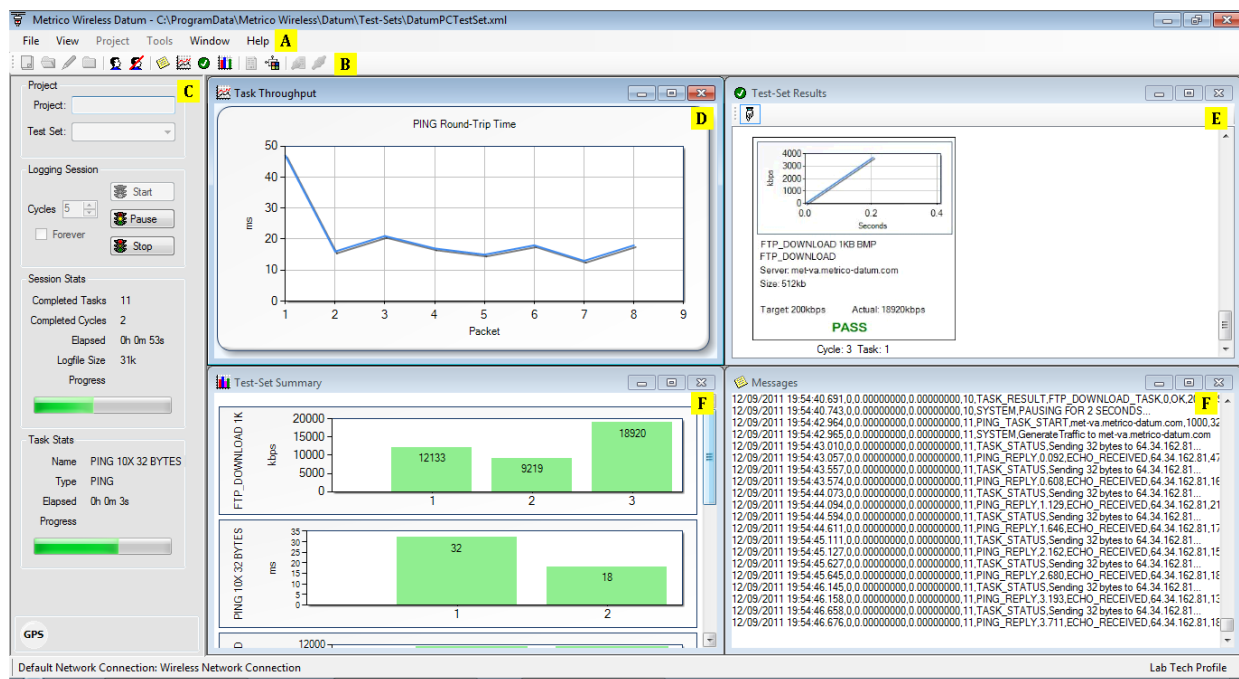 Metrico Wireless Datum - C:\ProgramData\Metrico Wireless\Datum\Test-Sets\DatumPCTestSet.xml
File View Project Tools Window Help A
B
Project C
Project:
Test Set:
Logging Session
Start
Cycles 5
Pause
Forever
Stop
Session Stats
Completed Tasks 11
Completed Cycles 2
Elapsed 0h 0m 53s
Logfile Size 31k
Progress
Task Stats
Name PING 10X 32 BYTES
Type PING
Elapsed 0h 0m 3s
Progress
GPS
Task Throughput
D
PING Round-Trip Time
50
40
30
20
10
0
ms
1 2 3 4 5 6 7 8 9
Packet
Test-Set Results
E
4000
3000
2000
1000
0
kbps
0.0 0.2 0.4
Seconds
FTP_DOWNLOAD 1KB BMP
FTP_DOWNLOAD
Server: met-va.metrico-datum.com
Size: 512kb
Target 200kbps Actual: 18920kbps
PASS
Cycle: 3 Task: 1
Test-Set Summary
F
FTP_DOWNLOAD 1K
kbps
20000
15000
10000
5000
0
12133 9219 18920
1 2 3
PING 10X 32 BYTES
ms
35
30
25
20
15
10
5
0
32 18
1 2
D
12000
Messages
F
12/09/2011 19:54:40.691,0,0.00000000,0.00000000,10,TASK_RESULT,FTP_DOWNLOAD_TASK,0,OK,20
12/09/2011 19:54:40.743,0,0.00000000,0.00000000,10,SYSTEM,PAUSING FOR 2 SECONDS...
12/09/2011 19:54:42.964,0,0.00000000,0.00000000,11,PING_TASK_START,met-va.metrico-datum.com,1000,32
12/09/2011 19:54:42.965,0,0.00000000,0.00000000,11,SYSTEM,GenerateTraffic to met-va.metrico-datum.com
12/09/2011 19:54:43.010,0,0.00000000,0.00000000,11,TASK_STATUS,Sending 32 bytes to 64.34.162.81...
12/09/2011 19:54:43.057,0,0.00000000,0.00000000,11,PING_REPLY,0.092,ECHO_RECEIVED,64.34.162.81,47
12/09/2011 19:54:43.557,0,0.00000000,0.00000000,11,TASK_STATUS,Sending 32 bytes to 64.34.162.81...
12/09/2011 19:54:43.574,0,0.00000000,0.00000000,11,PING_REPLY,0.608,ECHO_RECEIVED,64.34.162.81,16
12/09/2011 19:54:44.073,0,0.00000000,0.00000000,11,TASK_STATUS,Sending 32 bytes to 64.34.162.81...
12/09/2011 19:54:44.094,0,0.00000000,0.00000000,11,PING_REPLY,1.129,ECHO_RECEIVED,64.34.162.81,21
12/09/2011 19:54:44.594,0,0.00000000,0.00000000,11,TASK_STATUS,Sending 32 bytes to 64.34.162.81...
12/09/2011 19:54:44.611,0,0.00000000,0.00000000,11,PING_REPLY,1.646,ECHO_RECEIVED,64.34.162.81,17
12/09/2011 19:54:45.111,0,0.00000000,0.00000000,11,TASK_STATUS,Sending 32 bytes to 64.34.162.81...
12/09/2011 19:54:45.127,0,0.00000000,0.00000000,11,PING_REPLY,2.162,ECHO_RECEIVED,64.34.162.81,15
12/09/2011 19:54:45.627,0,0.00000000,0.00000000,11,TASK_STATUS,Sending 32 bytes to 64.34.162.81...
12/09/2011 19:54:45.645,0,0.00000000,0.00000000,11,PING_REPLY,2.680,ECHO_RECEIVED,64.34.162.81,18
12/09/2011 19:54:46.145,0,0.00000000,0.00000000,11,TASK_STATUS,Sending 32 bytes to 64.34.162.81...
12/09/2011 19:54:46.158,0,0.00000000,0.00000000,11,PING_REPLY,3.193,ECHO_RECEIVED,64.34.162.81,13
12/09/2011 19:54:46.658,0,0.00000000,0.00000000,11,TASK_STATUS,Sending 32 bytes to 64.34.162.81...
12/09/2011 19:54:46.676,0,0.00000000,0.00000000,11,PING_REPLY,3.711,ECHO_RECEIVED,64.34.162.81,18
Default Network Connection: Wireless Network Connection
Lab Tech Profile